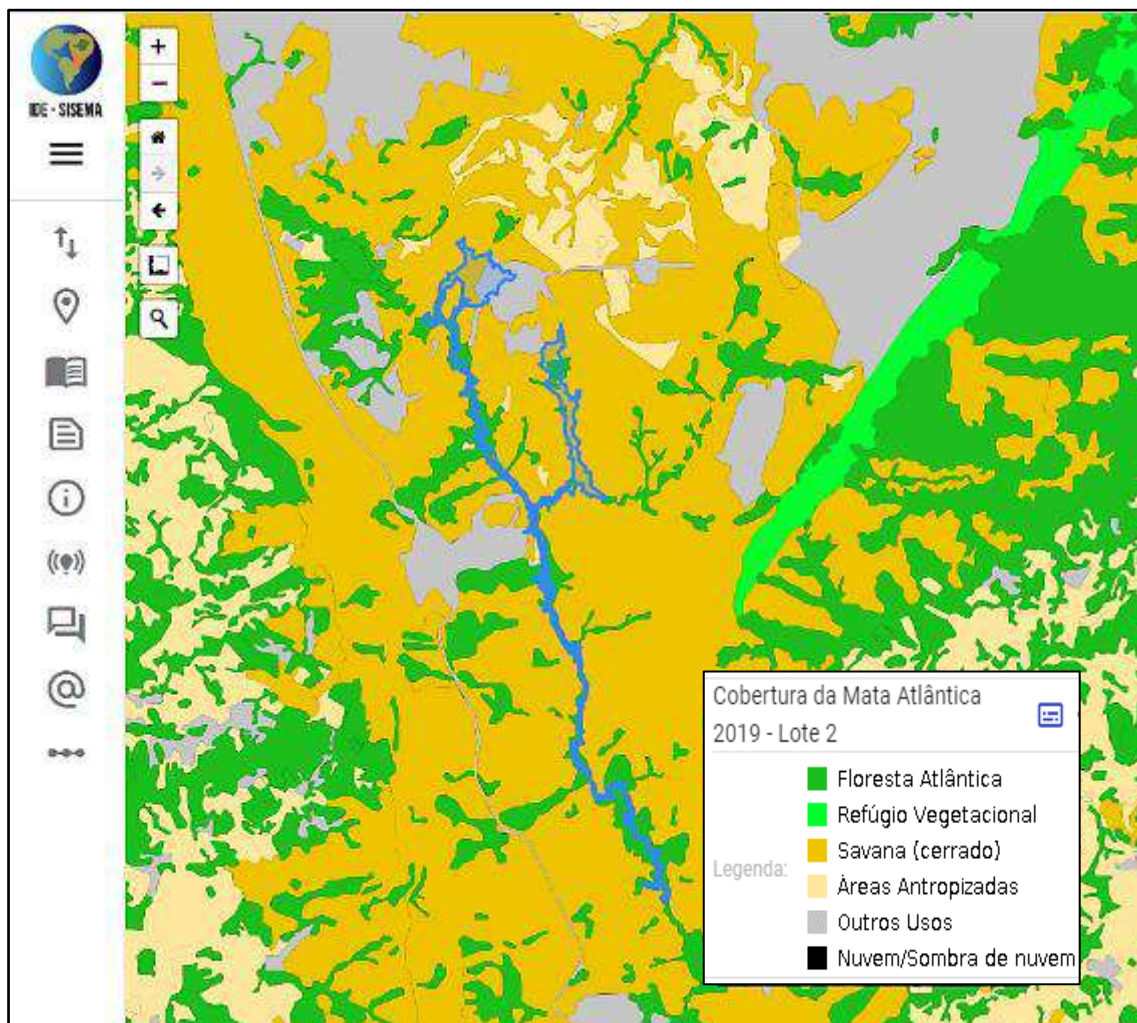 IDE - SISEMA
Cobertura da Mata Atlântica
2019 - Lote 2
Legenda:
Floresta Atlântica
Refúgio Vegetacional
Savana (cerrado)
Àreas Antropizadas
Outros Usos
Nuvem/Sombra de nuvem